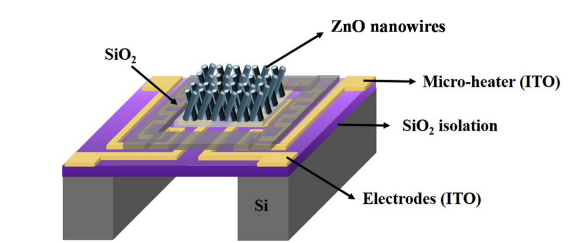 ZnO nanowires
SiO2
Micro-heater (ITO)
SiO2 isolation
Electrodes (ITO)
Si